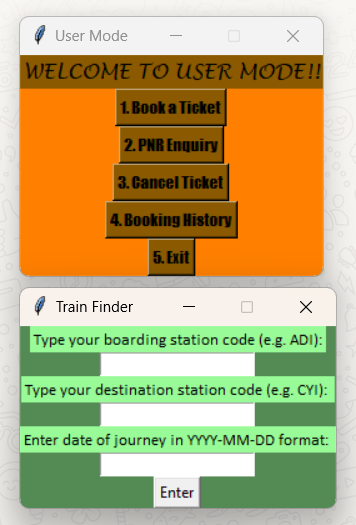 User Mode
WELCOME TO USER MODE!!
1. Book a Ticket
2. PNR Enquiry
3. Cancel Ticket
4. Booking History
5. Exit
Train Finder
Type your boarding station code (e.g. ADI):
Type your destination station code (e.g. CYI):
Enter date of journey in YYYY-MM-DD format:
Enter